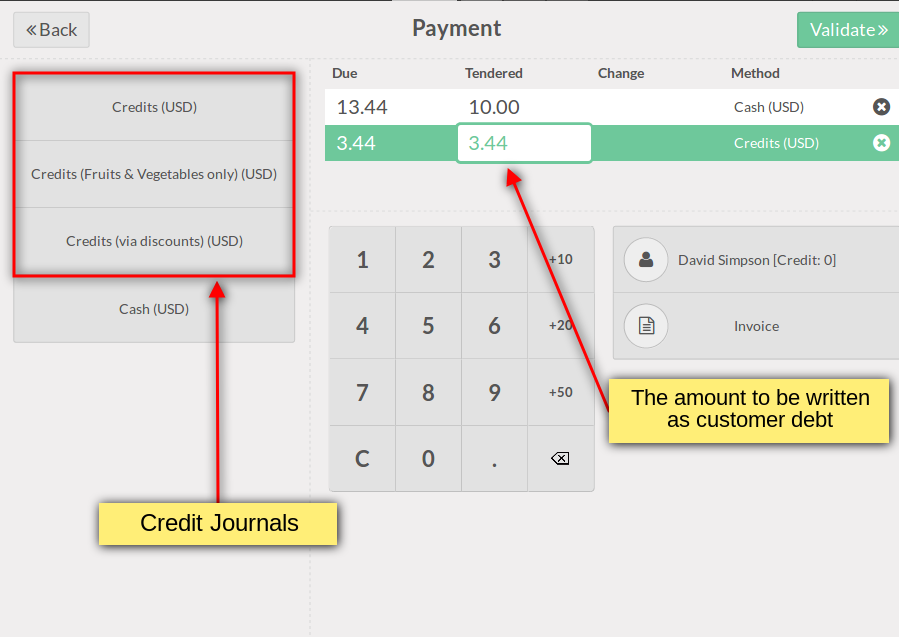 «Back
Payment
Validate»
Due Tendered Change Method
13.44 10.00 Cash (USD)
3.44 3.44 Credits (USD)
Credits (USD)
Credits (Fruits & Vegetables only) (USD)
Credits (via discounts) (USD)
Cash (USD)
1 2 3 +10
4 5 6 +20
7 8 9 +50
C 0 .
David Simpson [Credit: 0]
Invoice
The amount to be written
as customer debt
Credit Journals